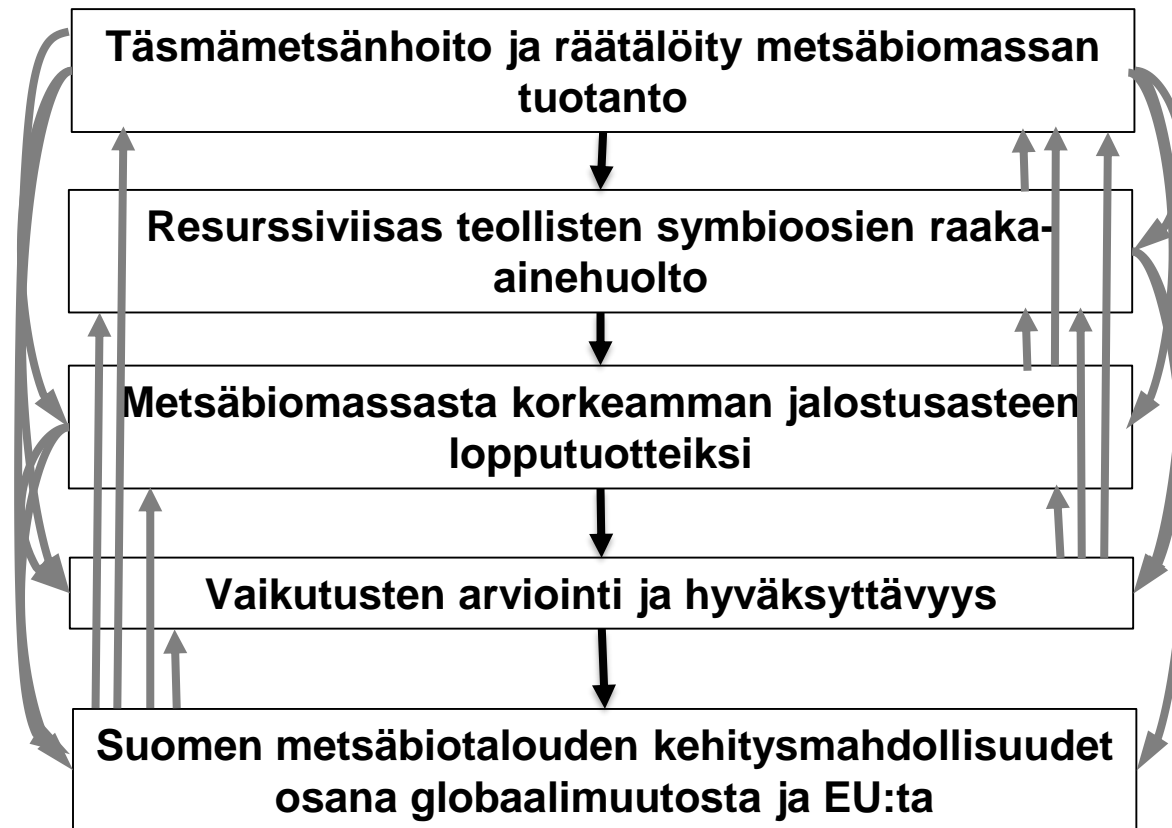 Täsmämetsänhoito ja räätälöity metsäbiomassan
tuotanto
Resurssiviisas teollisten symbioosien raaka-
ainehuolto
Metsäbiomassasta korkeamman jalostusasteen
lopputuotteiksi
Vaikutusten arviointi ja hyväksyttävyys
Suomen metsäbiotalouden kehitysmahdollisuudet
osana globaalimuutosta ja EU:ta